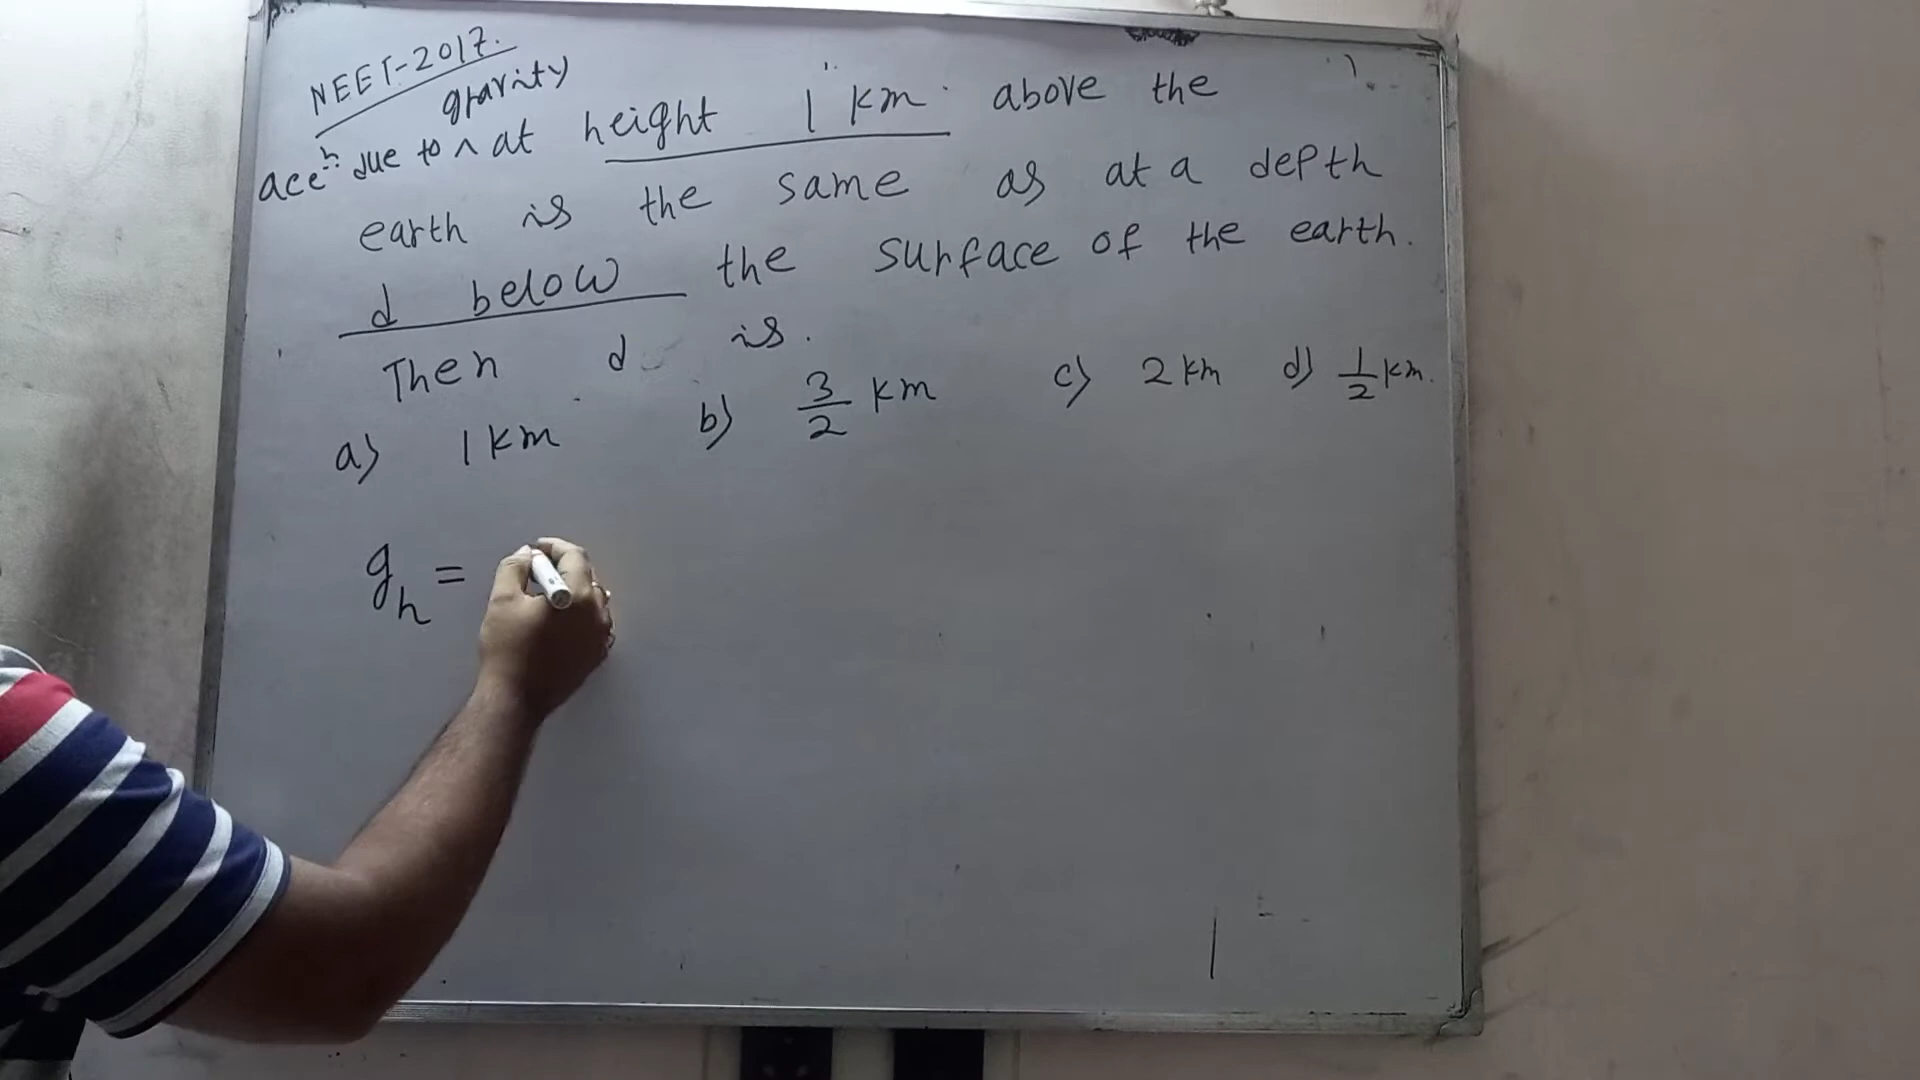 NEET-2017.
gravity
acc^n: due to ^ at height 1 km above the
earth is the same as at a depth
d below the surface of the earth.
Then d is.
a) 1 km b) 3/2 km c) 2 km d) 1/2 km.
g_h =